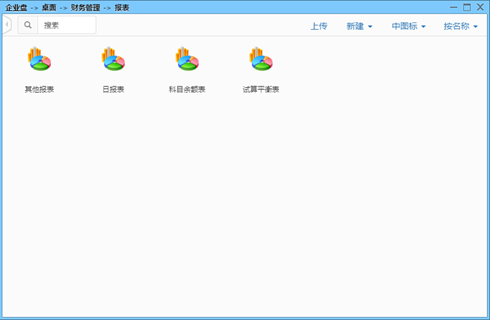 企业盘 -> 桌面 -> 财务管理 -> 报表
搜索 上传 新建 中图标 按名称
其他报表 日报表 科目余额表 试算平衡表